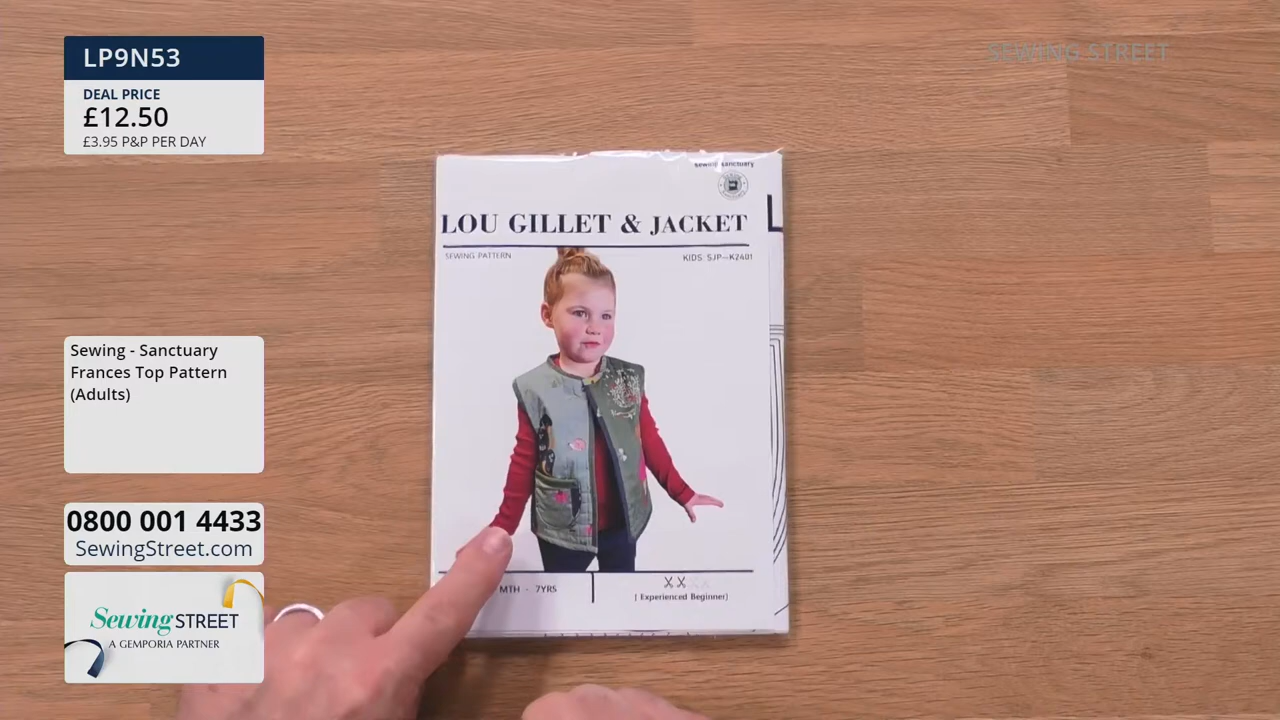 LP9N53
DEAL PRICE
£12.50
£3.95 P&P PER DAY
SEWING STREET
sewing sanctuary
LOU GILLET & JACKET
SEWING PATTERN
KIDS SJP-K2401
Sewing - Sanctuary
Frances Top Pattern
(Adults)
MTH - 7YRS
( Experienced Beginner)
0800 001 4433
SewingStreet.com
Sewing STREET
A GEMPORIA PARTNER